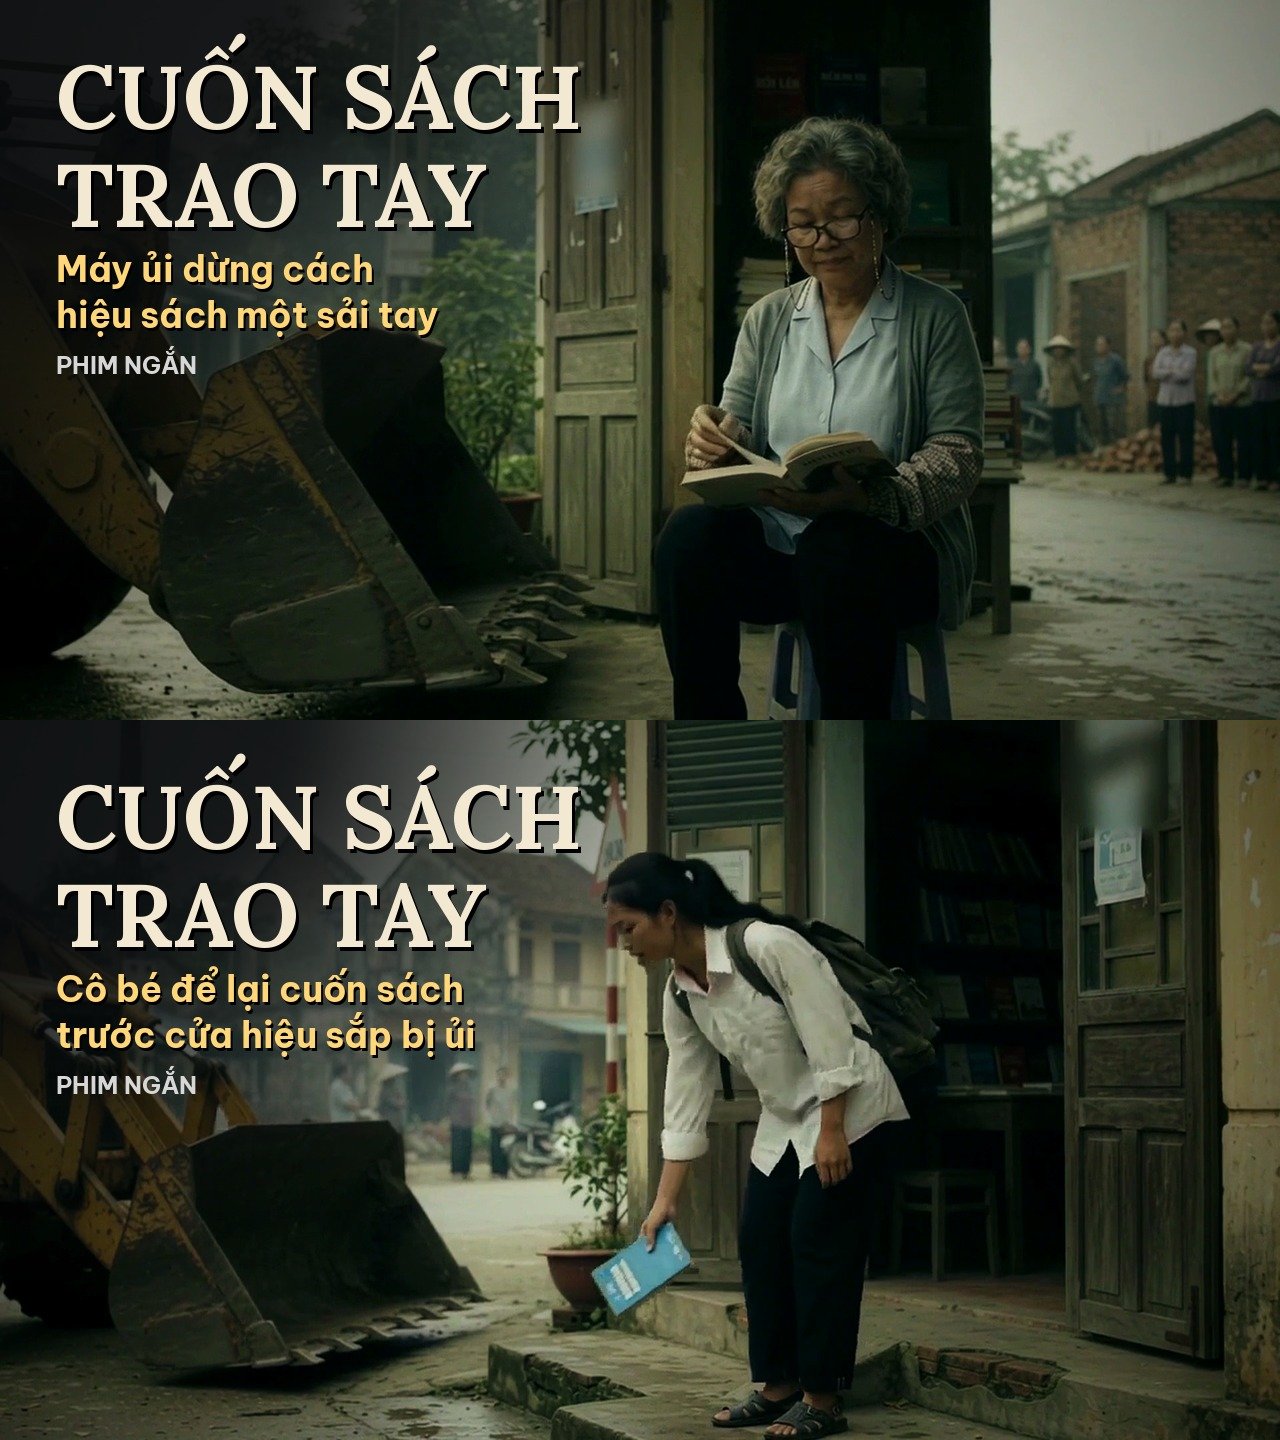 CUỐN SÁCH
TRAO TAY
Máy ủi dừng cách
hiệu sách một sải tay
PHIM NGẮN
CUỐN SÁCH
TRAO TAY
Cô bé để lại cuốn sách
trước cửa hiệu sắp bị ủi
PHIM NGẮN